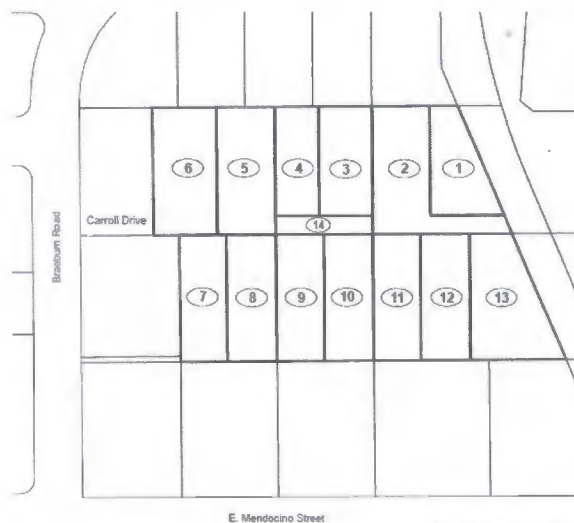 6 5 4 3 2 1
14
Carroll Drive
Braeburn Road
7 8 9 10 11 12 13
E. Mendocino Street